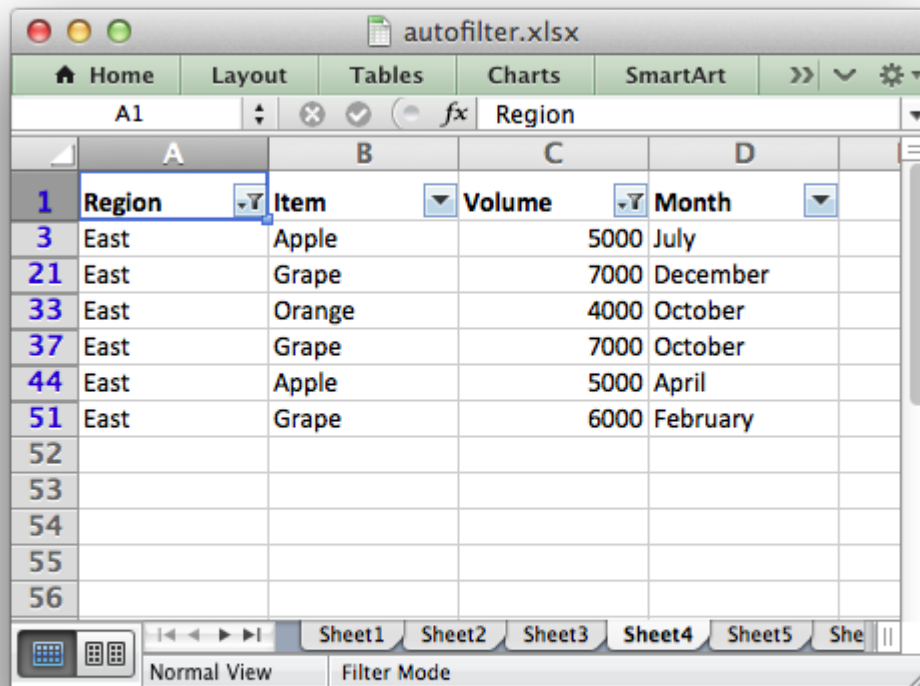 autofilter.xlsx
Home Layout Tables Charts SmartArt
A1 fx Region
A B C D
1 Region Item Volume Month
3 East Apple 5000 July
21 East Grape 7000 December
33 East Orange 4000 October
37 East Grape 7000 October
44 East Apple 5000 April
51 East Grape 6000 February
52
53
54
55
56
Sheet1 Sheet2 Sheet3 Sheet4 Sheet5 She
Normal View Filter Mode